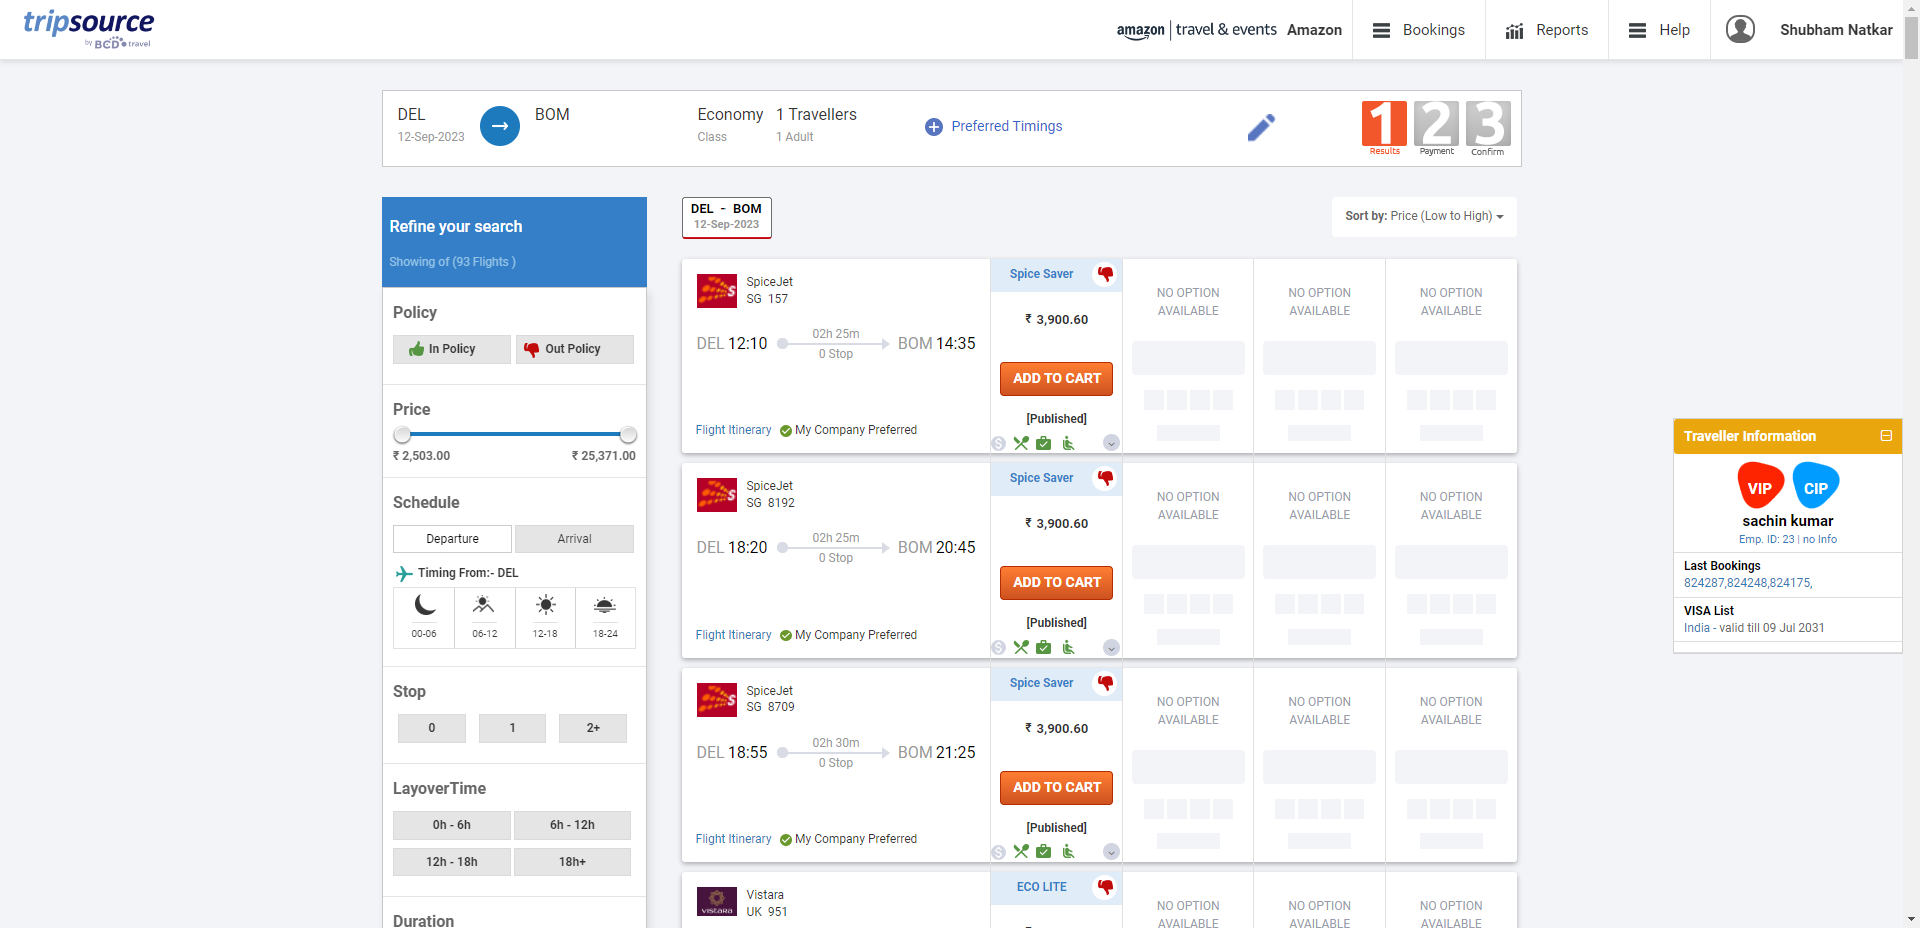 tripsource
by BCD travel
amazon | travel & events Amazon
Bookings
Reports
Help
Shubham Natkar
DEL
12-Sep-2023
BOM
Economy
Class
1 Travellers
1 Adult
Preferred Timings
1 2 3
Results Payment Confirm
Refine your search
Showing of (93 Flights )
Policy
In Policy
Out Policy
Price
₹ 2,503.00
₹ 25,371.00
Schedule
Departure
Arrival
Timing From:- DEL
00-06
06-12
12-18
18-24
Stop
0
1
2+
LayoverTime
0h - 6h
6h - 12h
12h - 18h
18h+
Duration
DEL - BOM
12-Sep-2023
Sort by: Price (Low to High)
SpiceJet
SG 157
DEL 12:10
02h 25m
0 Stop
BOM 14:35
Flight Itinerary
My Company Preferred
Spice Saver
₹ 3,900.60
ADD TO CART
[Published]
NO OPTION
AVAILABLE
NO OPTION
AVAILABLE
NO OPTION
AVAILABLE
SpiceJet
SG 8192
DEL 18:20
02h 25m
0 Stop
BOM 20:45
Flight Itinerary
My Company Preferred
Spice Saver
₹ 3,900.60
ADD TO CART
[Published]
NO OPTION
AVAILABLE
NO OPTION
AVAILABLE
NO OPTION
AVAILABLE
SpiceJet
SG 8709
DEL 18:55
02h 30m
0 Stop
BOM 21:25
Flight Itinerary
My Company Preferred
Spice Saver
₹ 3,900.60
ADD TO CART
[Published]
NO OPTION
AVAILABLE
NO OPTION
AVAILABLE
NO OPTION
AVAILABLE
VISTARA
Vistara
UK 951
ECO LITE
NO OPTION
AVAILABLE
NO OPTION
AVAILABLE
NO OPTION
AVAILABLE
Traveller Information
VIP
CIP
sachin kumar
Emp. ID: 23 | no Info
Last Bookings
824287,824248,824175,
VISA List
India - valid till 09 Jul 2031